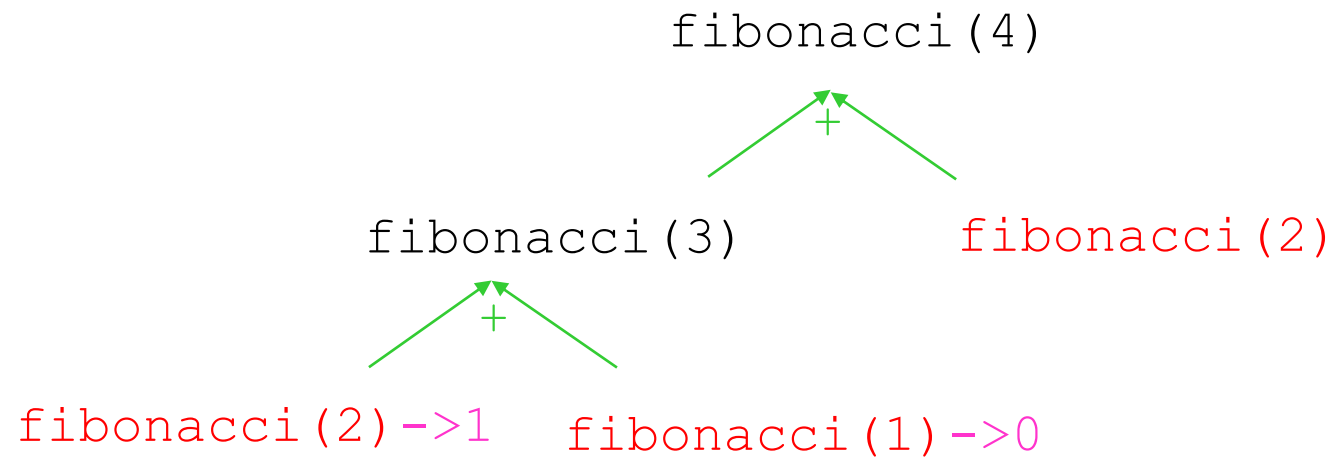 fibonacci(4)
+
fibonacci(3) fibonacci(2)
+
fibonacci(2)->1 fibonacci(1)->0